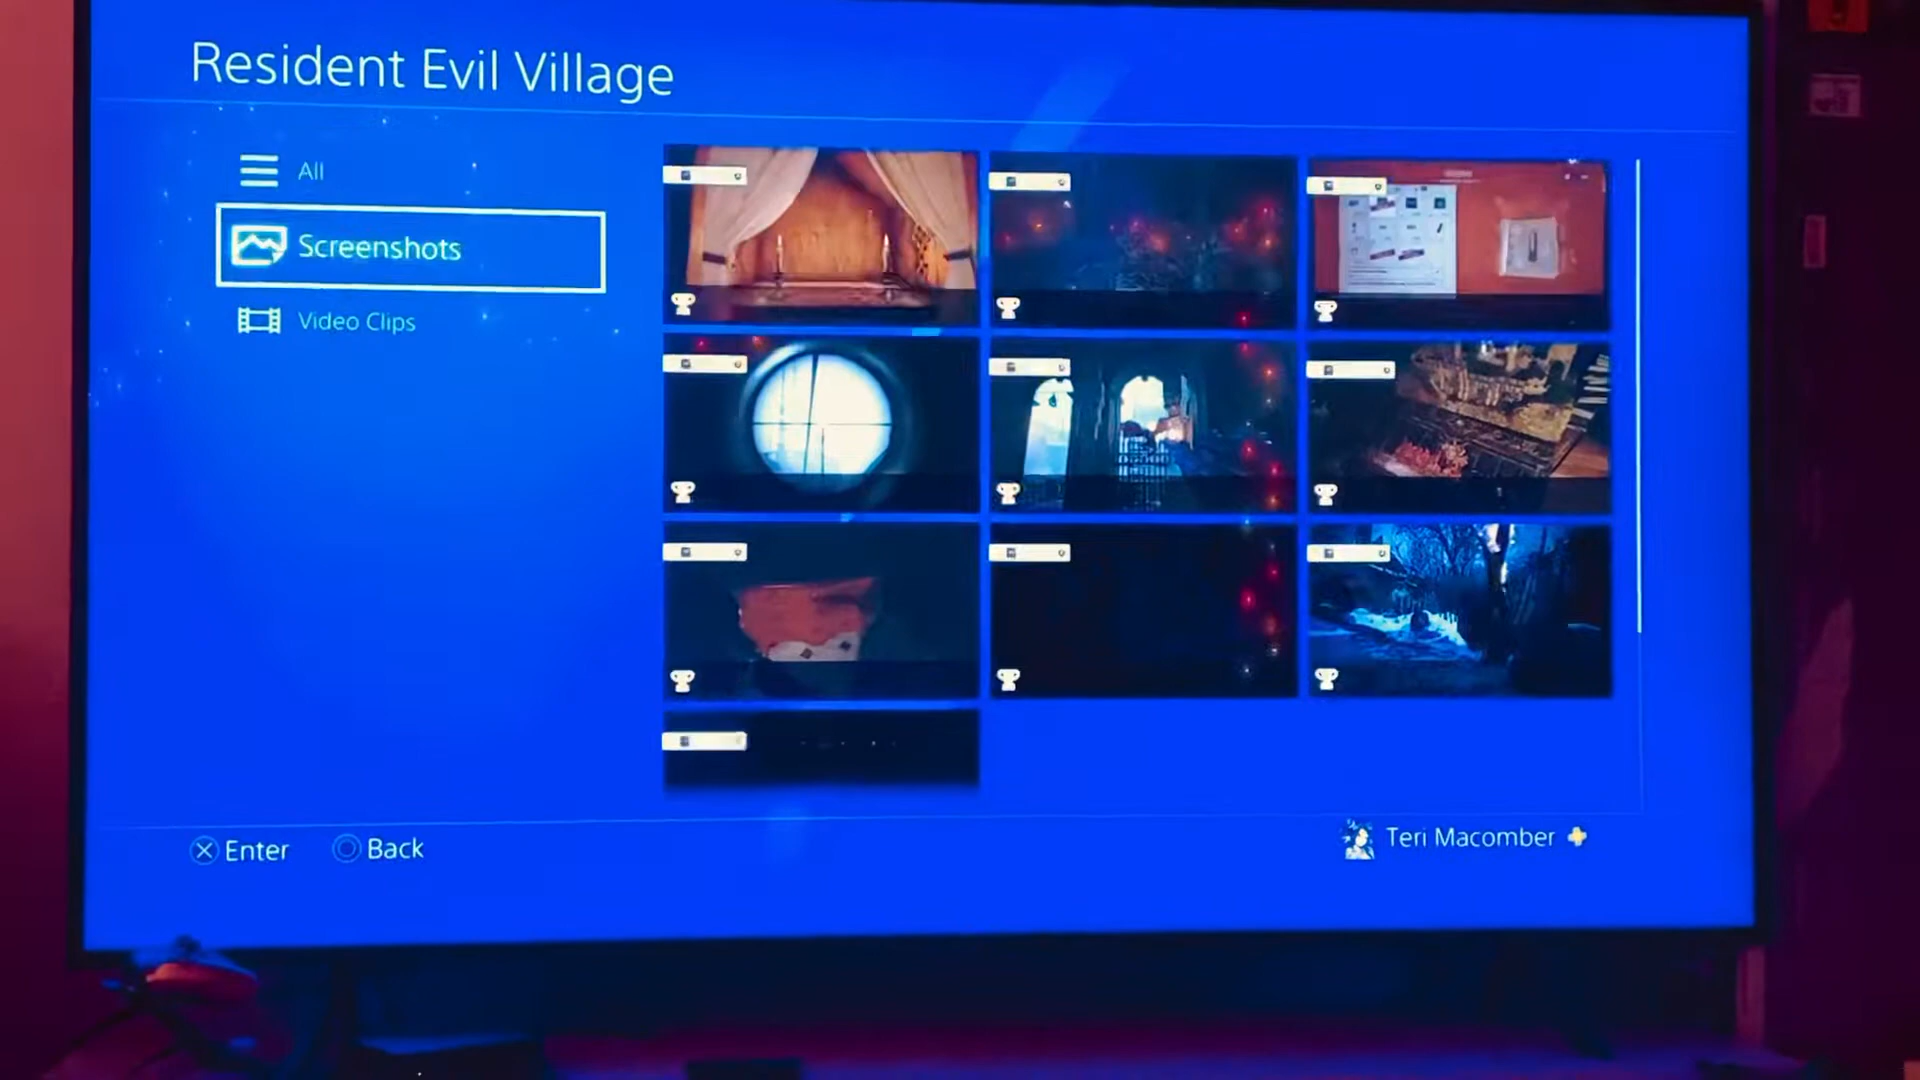 Resident Evil Village
All
Screenshots
Video Clips
Enter
Back
Teri Macomber